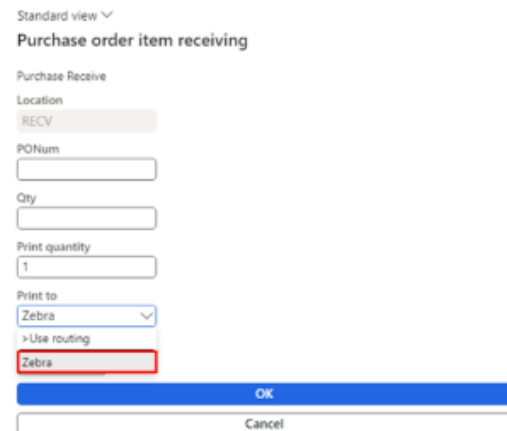 Standard view
Purchase order item receiving
Purchase Receive
Location
RECV
PONum
Qty
Print quantity
1
Print to
Zebra
>Use routing
Zebra
OK
Cancel